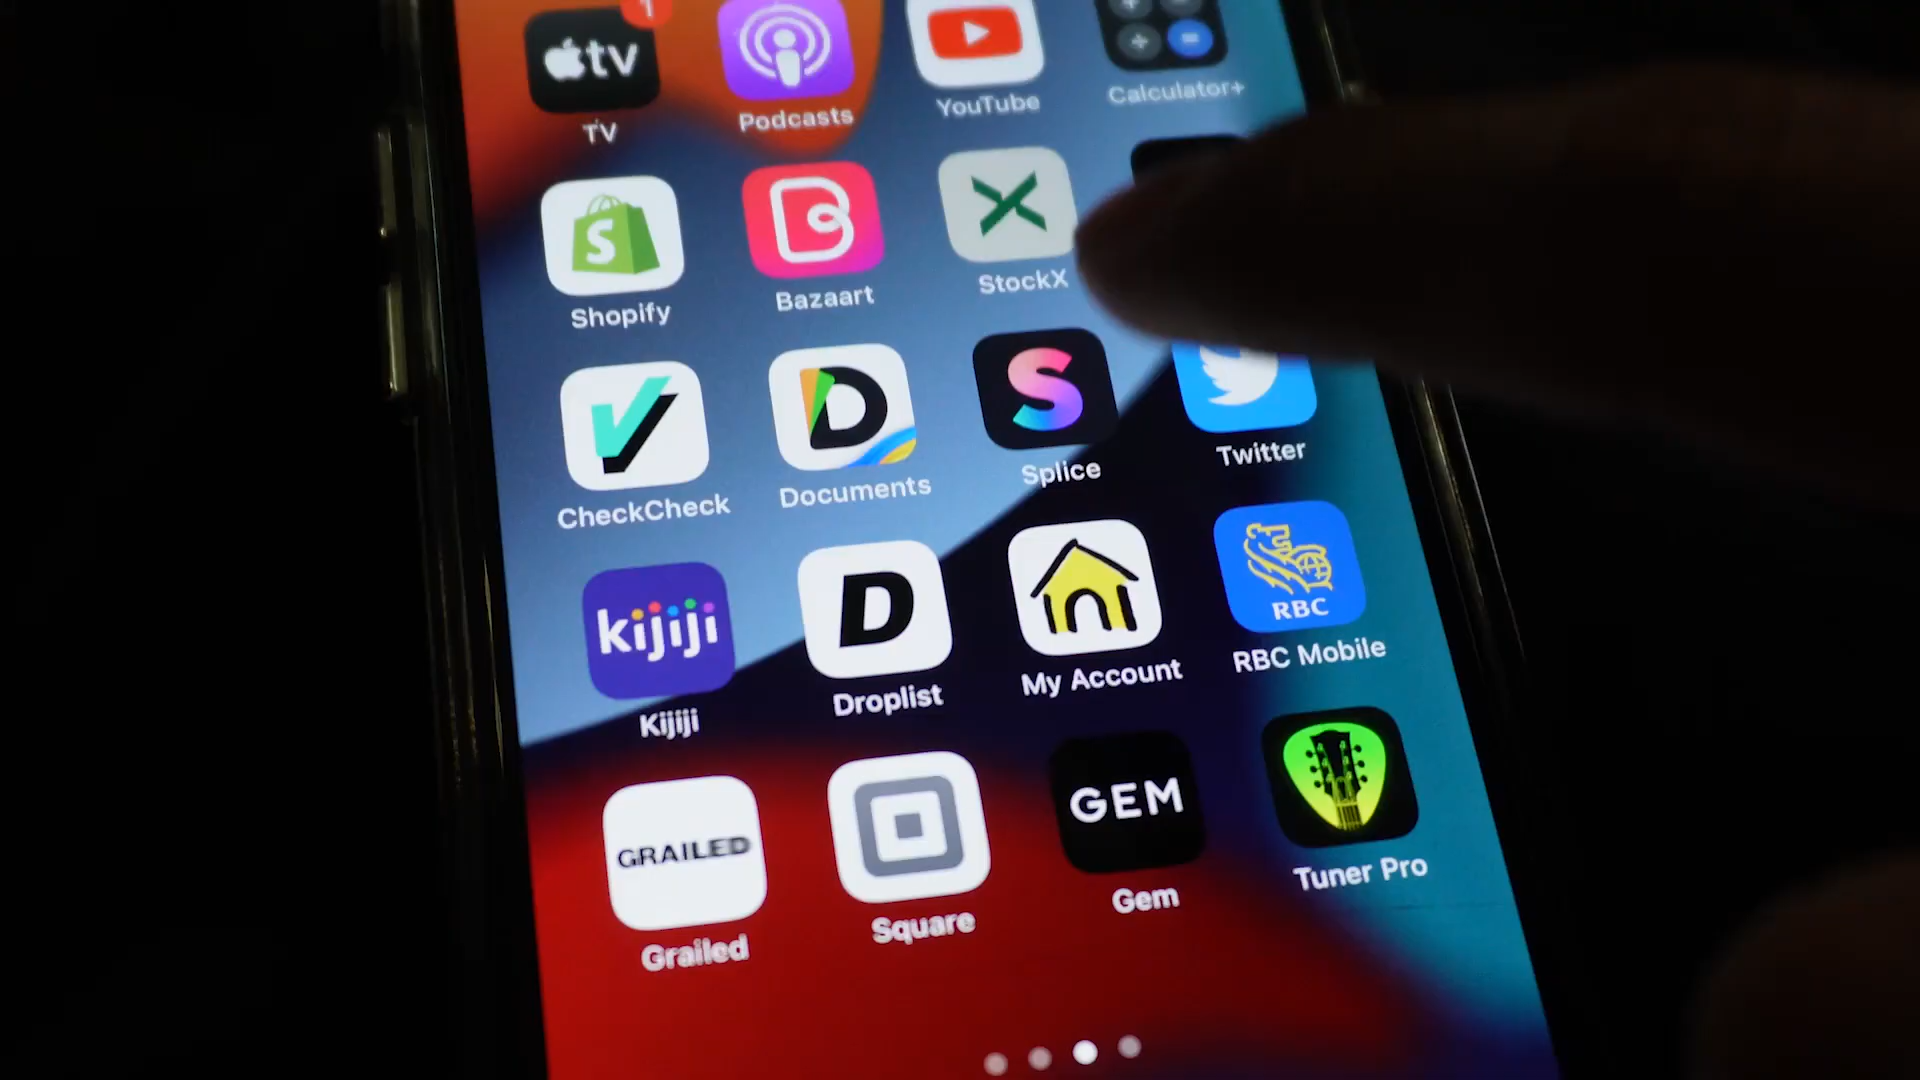 1
tv
TV
Podcasts
YouTube
Calculator+
S
Shopify
Bazaart
StockX
CheckCheck
D
Documents
S
Splice
Twitter
kijiji
Kijiji
D
Droplist
My Account
RBC
RBC Mobile
GRAILED
Grailed
Square
GEM
Gem
Tuner Pro